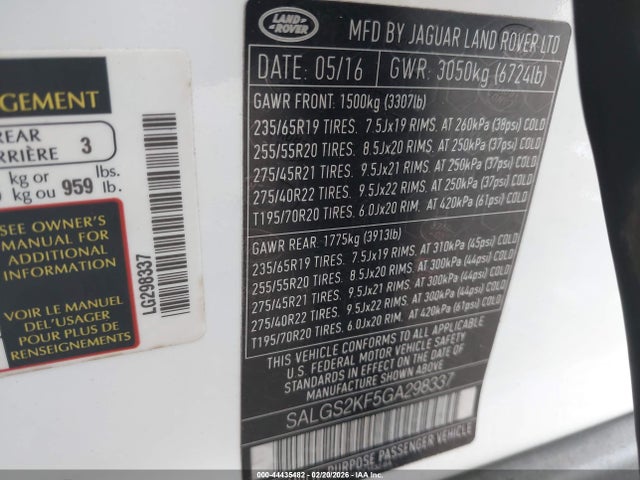 GEMENT
REAR
RRIÈRE 3
kg or lbs.
kg ou 959 lb.
SEE OWNER'S
MANUAL FOR
ADDITIONAL
INFORMATION
VOIR LE MANUEL
DEL'USAGER
POUR PLUS DE
RENSEIGNEMENTS
LG298337
LAND ROVER
MFD BY JAGUAR LAND ROVER LTD
DATE: 05/16 GWR: 3050kg (6724lb)
GAWR FRONT: 1500kg (3307lb)
235/65R19 TIRES. 7.5Jx19 RIMS. AT 260kPa (38psi) COLD
255/55R20 TIRES. 8.5Jx20 RIMS. AT 250kPa (37psi) COLD
275/45R21 TIRES. 9.5Jx21 RIMS. AT 250kPa (37psi) COLD
275/40R22 TIRES. 9.5Jx22 RIMS. AT 250kPa (37psi) COLD
T195/70R20 TIRES. 6.0Jx20 RIM. AT 420kPa (61psi) COLD
GAWR REAR: 1775kg (3913lb)
235/65R19 TIRES. 7.5Jx19 RIMS. AT 310kPa (45psi) COLD
255/55R20 TIRES. 8.5Jx20 RIMS. AT 300kPa (44psi) COLD
275/45R21 TIRES. 9.5Jx21 RIMS. AT 300kPa (44psi) COLD
275/40R22 TIRES. 9.5Jx22 RIMS. AT 300kPa (44psi) COLD
T195/70R20 TIRES. 6.0Jx20 RIM. AT 420kPa (61psi) COLD
THIS VEHICLE CONFORMS TO ALL APPLICABLE
U.S. FEDERAL MOTOR VEHICLE SAFETY
STANDARDS IN EFFECT ON THE DATE OF
SALGS2KF5GA298337
PURPOSE PASSENGER VEHICLE
000-44435482 - 02/20/2026 - IAA Holdings, LLC.